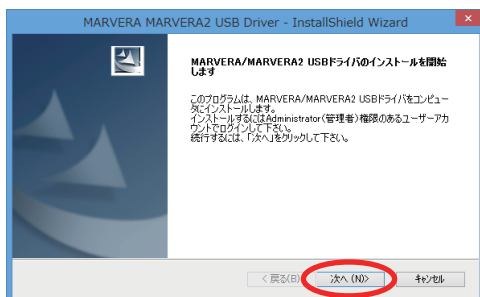 MARVERA MARVERA2 USB Driver - InstallShield Wizard
MARVERA/MARVERA2 USBドライバのインストールを開始
します
このプログラムは、MARVERA/MARVERA2 USBドライバをコンピュー
タにインストールします。
インストールするにはAdministrator(管理者)権限のあるユーザーアカ
ウントでログインして下さい。
続行するには、「次へ」をクリックして下さい。
< 戻る(B)
次へ (N)>
キャンセル